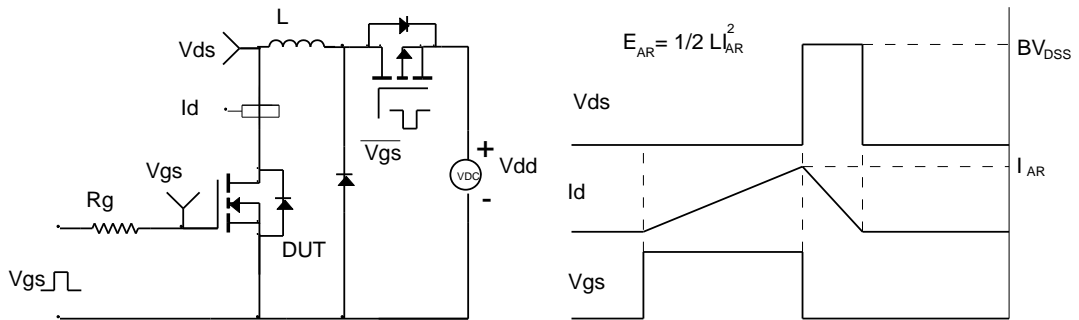 L
Vds
Id
Vgs
Vgs
+
VDC
Vdd
-
Rg
DUT
Vgs
E_AR = 1/2 LI_AR^2
BV_DSS
Vds
I_AR
Id
Vgs